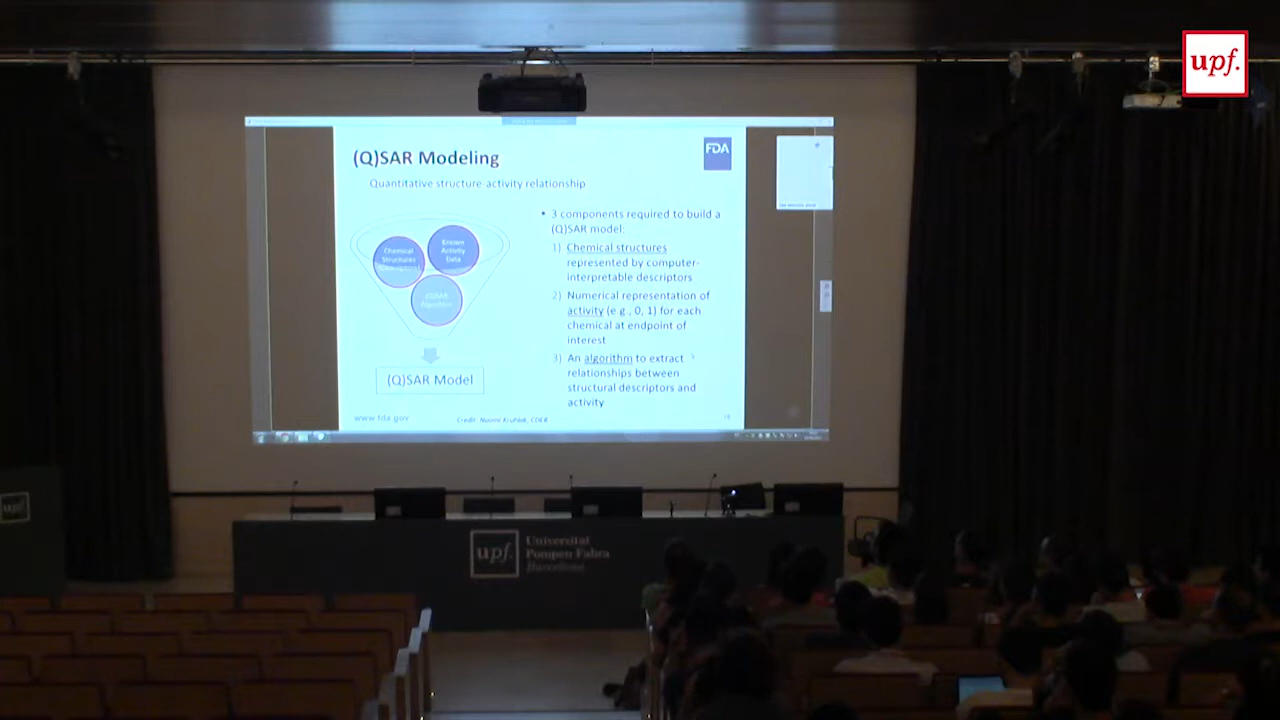 upf.
(Q)SAR Modeling
FDA
Quantitative structure-activity relationship
Chemical
Structures
Known
Activity
Data
(Q)SAR
Algorithm
(Q)SAR Model
• 3 components required to build a
(Q)SAR model:
1) Chemical structures
represented by computer-
interpretable descriptors
2) Numerical representation of
activity (e.g., 0, 1) for each
chemical at endpoint of
interest
3) An algorithm to extract
relationships between
structural descriptors and
activity
www.fda.gov
Credit: Naomi Kruhlak, CDER
upf.
upf.
Universitat
Pompeu Fabra
Barcelona